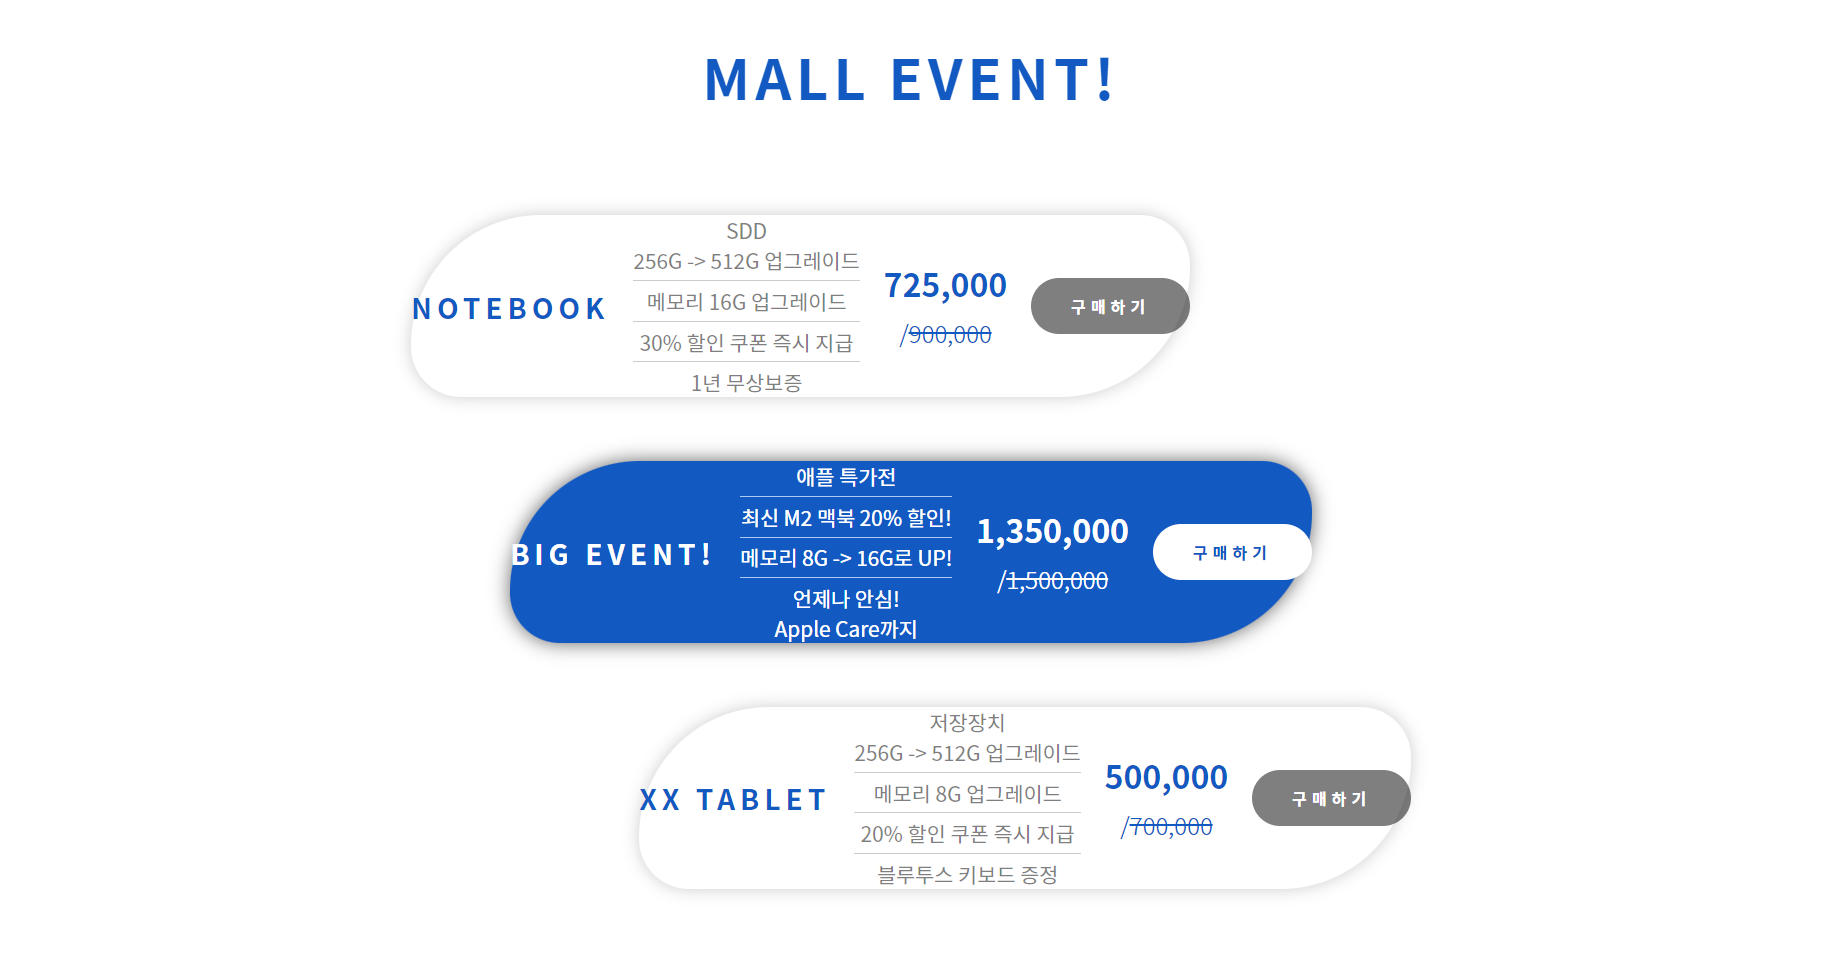 MALL EVENT!
NOTEBOOK
SDD
256G -> 512G 업그레이드
메모리 16G 업그레이드
30% 할인 쿠폰 즉시 지급
1년 무상보증
725,000
/900,000
구매하기
BIG EVENT!
애플 특가전
최신 M2 맥북 20% 할인!
메모리 8G -> 16G로 UP!
언제나 안심!
Apple Care까지
1,350,000
/1,500,000
구매하기
XX TABLET
저장장치
256G -> 512G 업그레이드
메모리 8G 업그레이드
20% 할인 쿠폰 즉시 지급
블루투스 키보드 증정
500,000
/700,000
구매하기